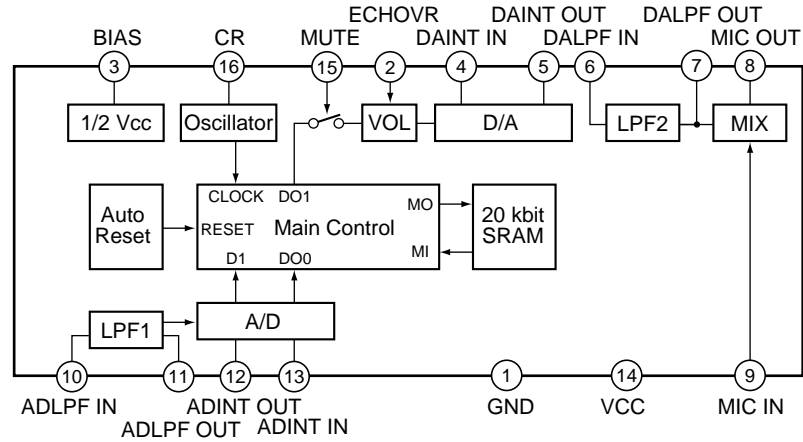 ECHOVR DAINT OUT DALPF OUT
BIAS CR MUTE DAINT IN DALPF IN MIC OUT
3 16 15 2 4 5 6 7 8
1/2 Vcc Oscillator VOL D/A LPF2 MIX
CLOCK DO1
Auto Reset
RESET Main Control
MO
MI
20 kbit SRAM
D1 DO0
LPF1 A/D
10 11 12 13 1 14 9
ADLPF IN ADINT OUT GND VCC MIC IN
ADLPF OUT ADINT IN